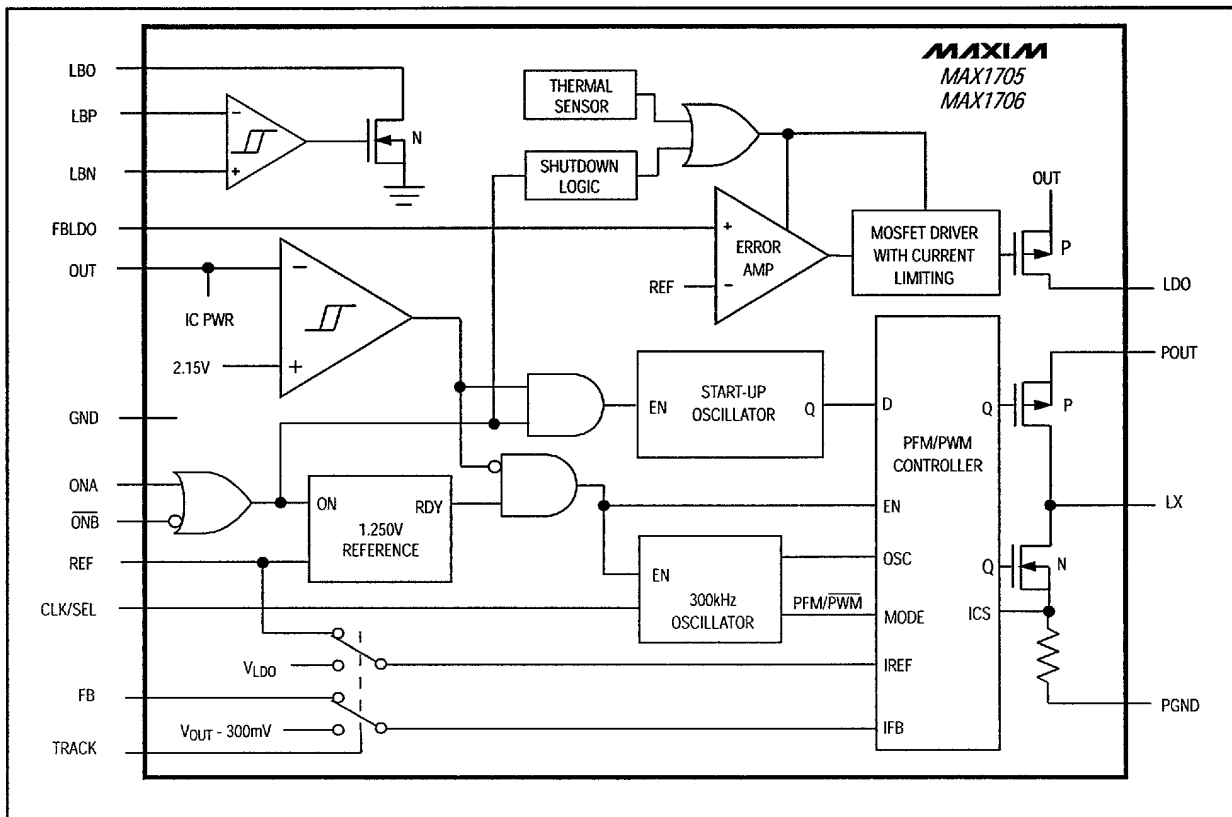 MAXIM
MAX1705
MAX1706
LBO
LBP
LBN
FBLDO
OUT
GND
ONA
ONB
REF
CLK/SEL
FB
TRACK
−
+
N
THERMAL
SENSOR
SHUTDOWN
LOGIC
+
ERROR
AMP
REF
−
MOSFET DRIVER
WITH CURRENT
LIMITING
OUT
P
LDO
−
IC PWR
2.15V
+
EN
START-UP
OSCILLATOR
Q
D
Q
PFM/PWM
CONTROLLER
P
POUT
ON
RDY
1.250V
REFERENCE
EN
LX
EN
300kHz
OSCILLATOR
OSC
Q
N
PFM/PWM
MODE
ICS
VLDO
IREF
VOUT - 300mV
IFB
PGND